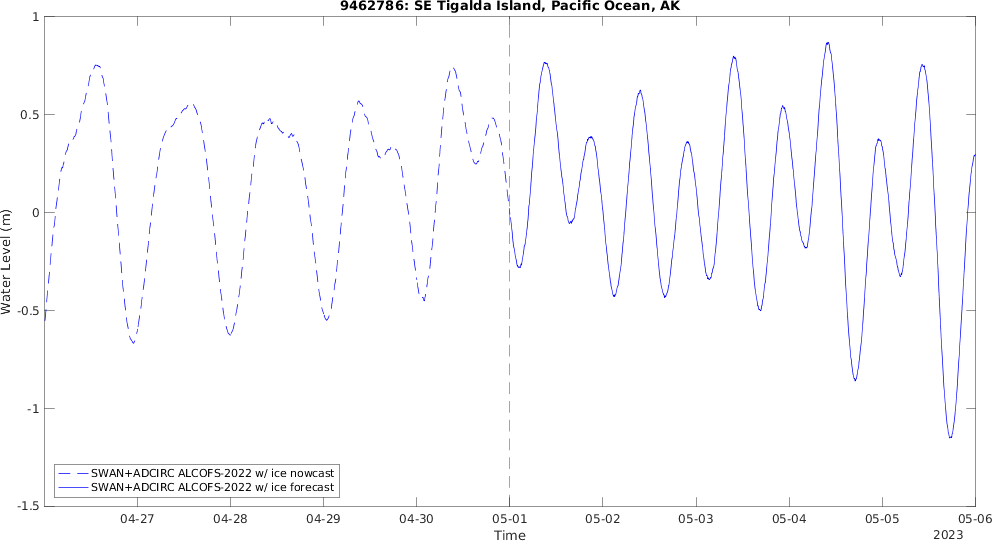 9462786: SE Tigalda Island, Pacific Ocean, AK
Water Level (m)
1
0.5
0
-0.5
-1
-1.5
SWAN+ADCIRC ALCOFS-2022 w/ ice nowcast
SWAN+ADCIRC ALCOFS-2022 w/ ice forecast
04-27 04-28 04-29 04-30 05-01 05-02 05-03 05-04 05-05 05-06
Time
2023